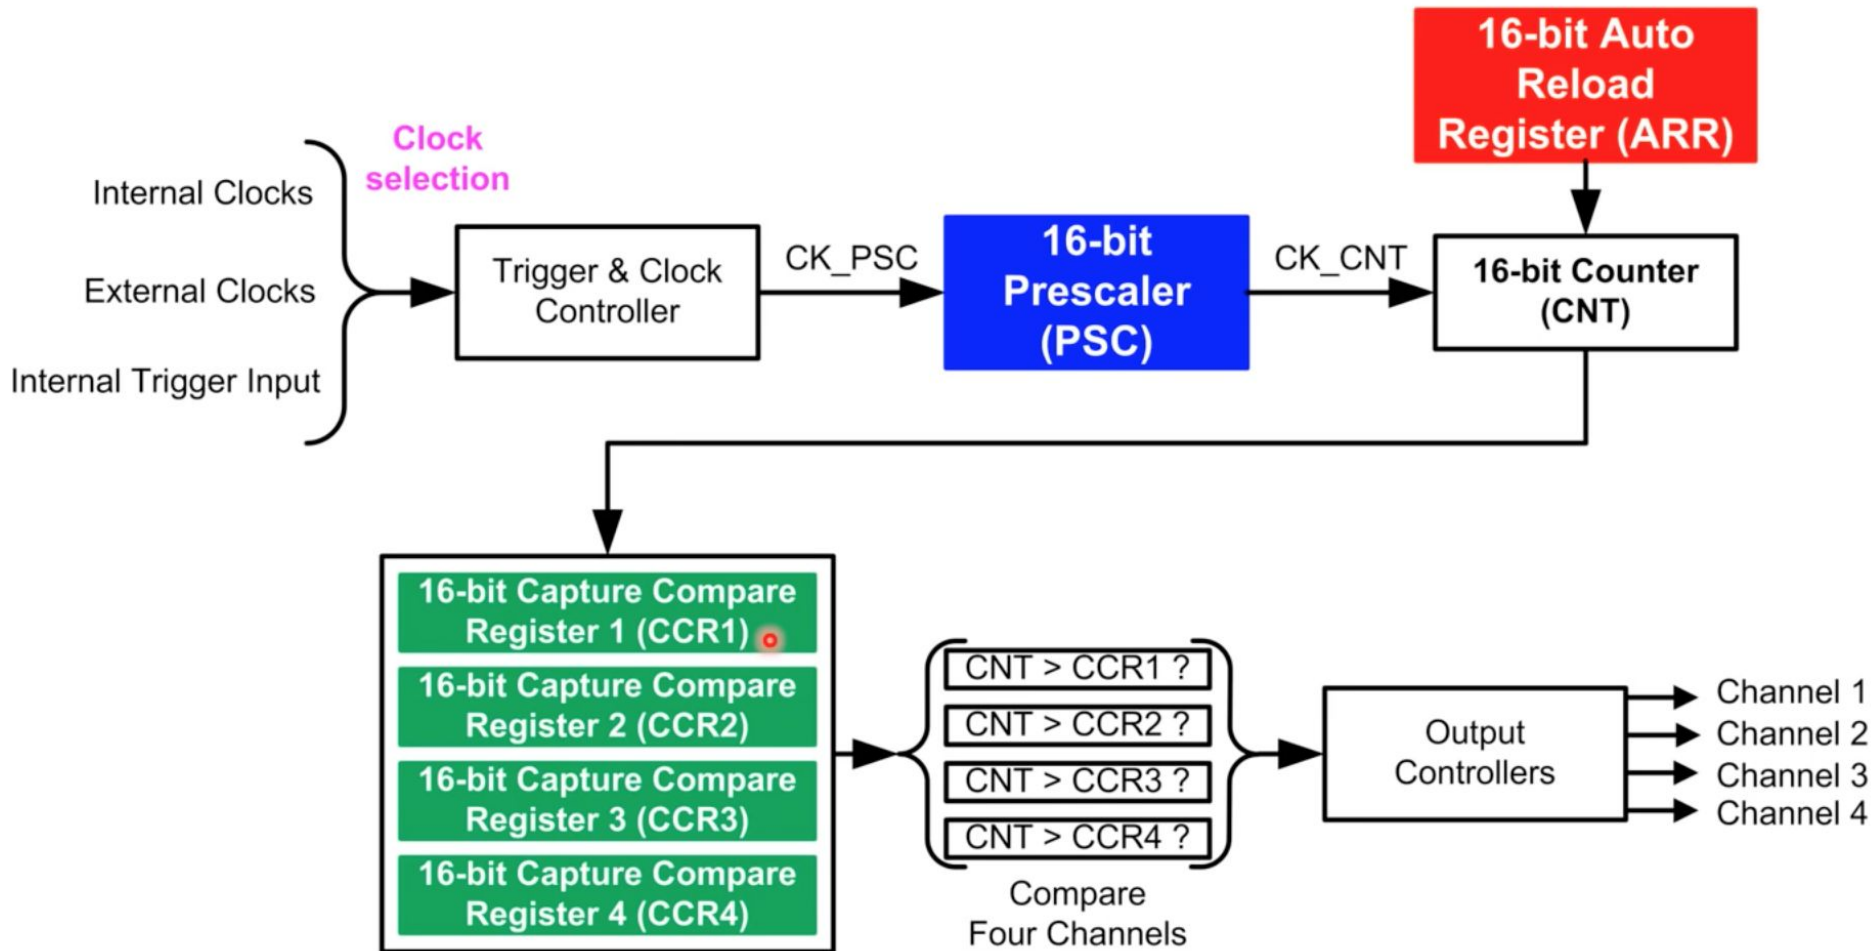 16-bit Auto
Reload
Register (ARR)
Clock
selection
Internal Clocks
External Clocks
Internal Trigger Input
Trigger & Clock
Controller
CK_PSC
16-bit
Prescaler
(PSC)
CK_CNT
16-bit Counter
(CNT)
16-bit Capture Compare
Register 1 (CCR1)
16-bit Capture Compare
Register 2 (CCR2)
16-bit Capture Compare
Register 3 (CCR3)
16-bit Capture Compare
Register 4 (CCR4)
CNT > CCR1 ?
CNT > CCR2 ?
CNT > CCR3 ?
CNT > CCR4 ?
Compare
Four Channels
Output
Controllers
Channel 1
Channel 2
Channel 3
Channel 4